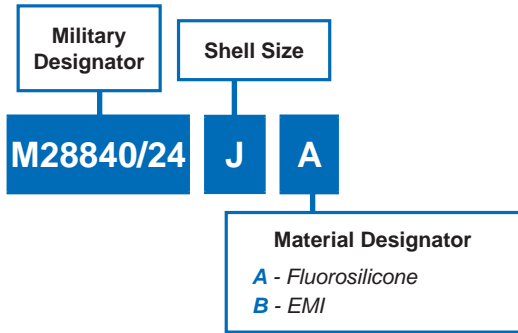 Military
Designator
Shell Size
M28840/24
J
A
Material Designator
A - Fluorosilicone
B - EMI